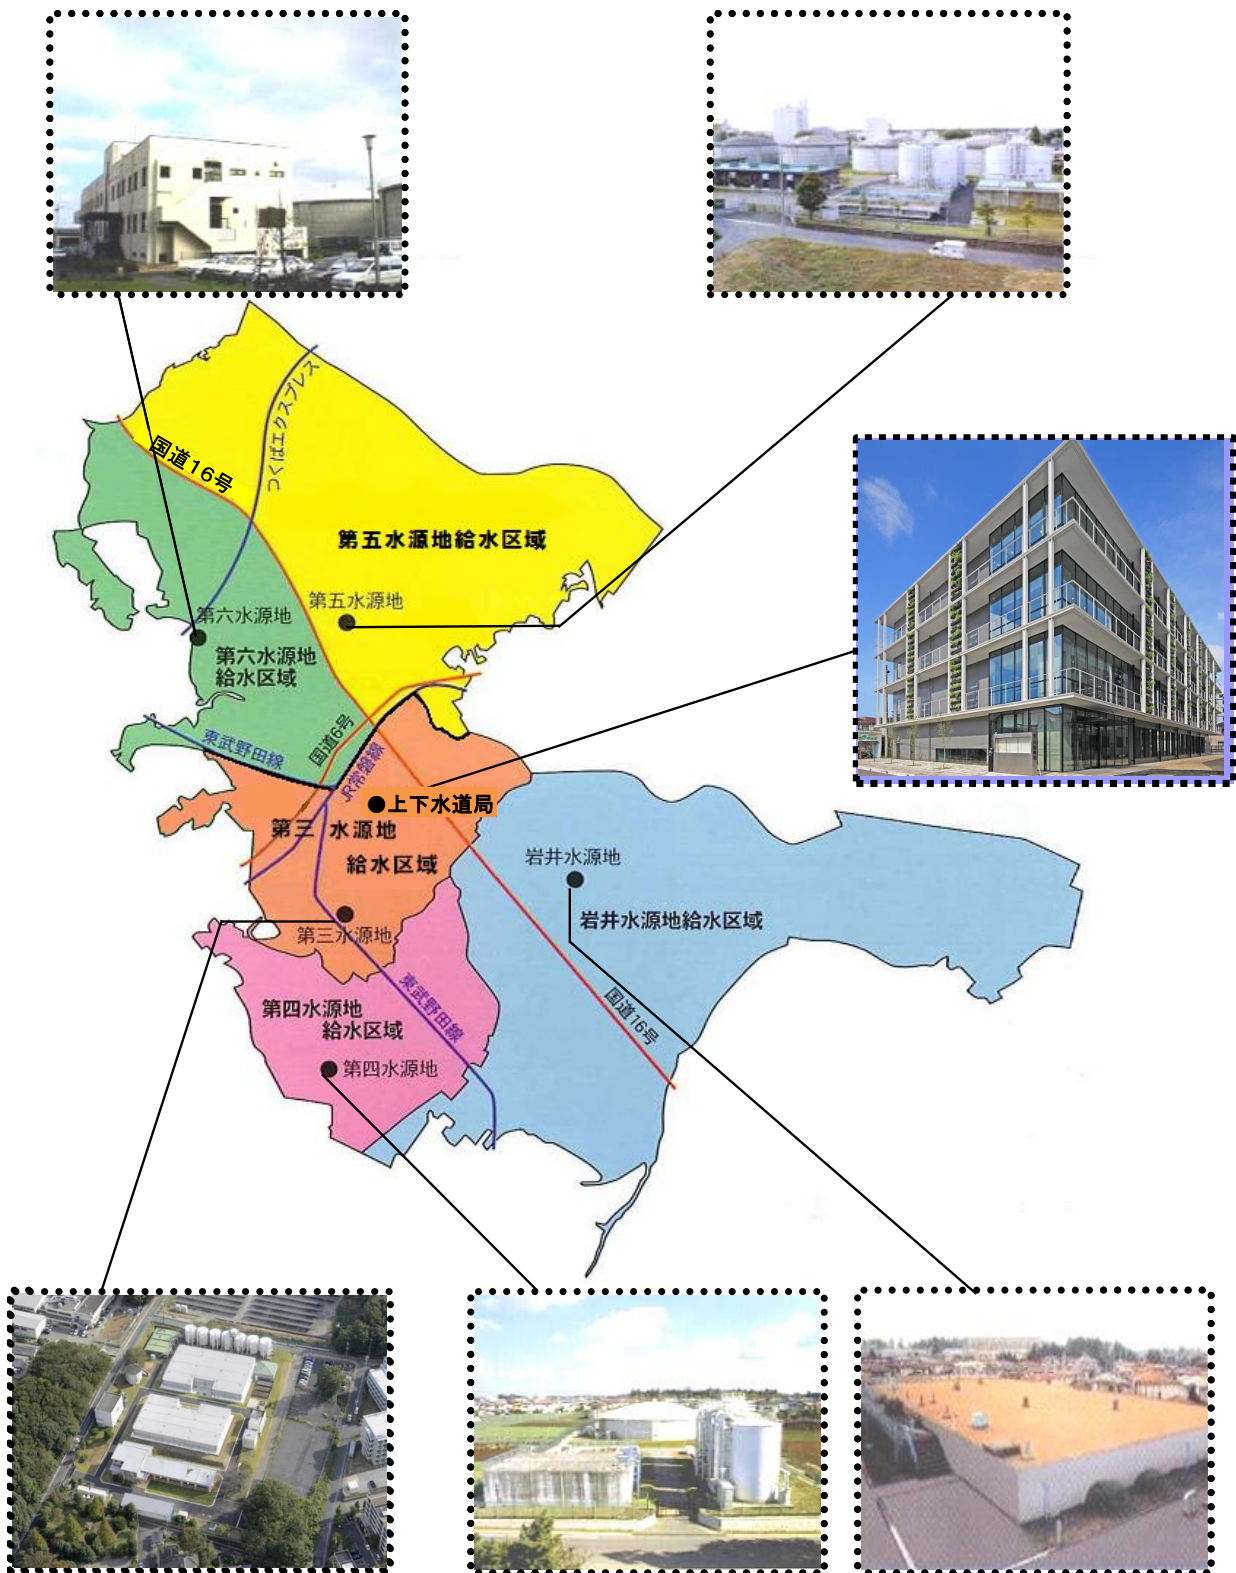 つくばエクスプレス
国道16号
第五水源地給水区域
第五水源地
第六水源地
第六水源地
給水区域
東武野田線
国道6号
JR常磐線
●上下水道局
第三 水源地
給水区域
岩井水源地
岩井水源地給水区域
第三水源地
第四水源地
給水区域
東武野田線
国道16号
第四水源地